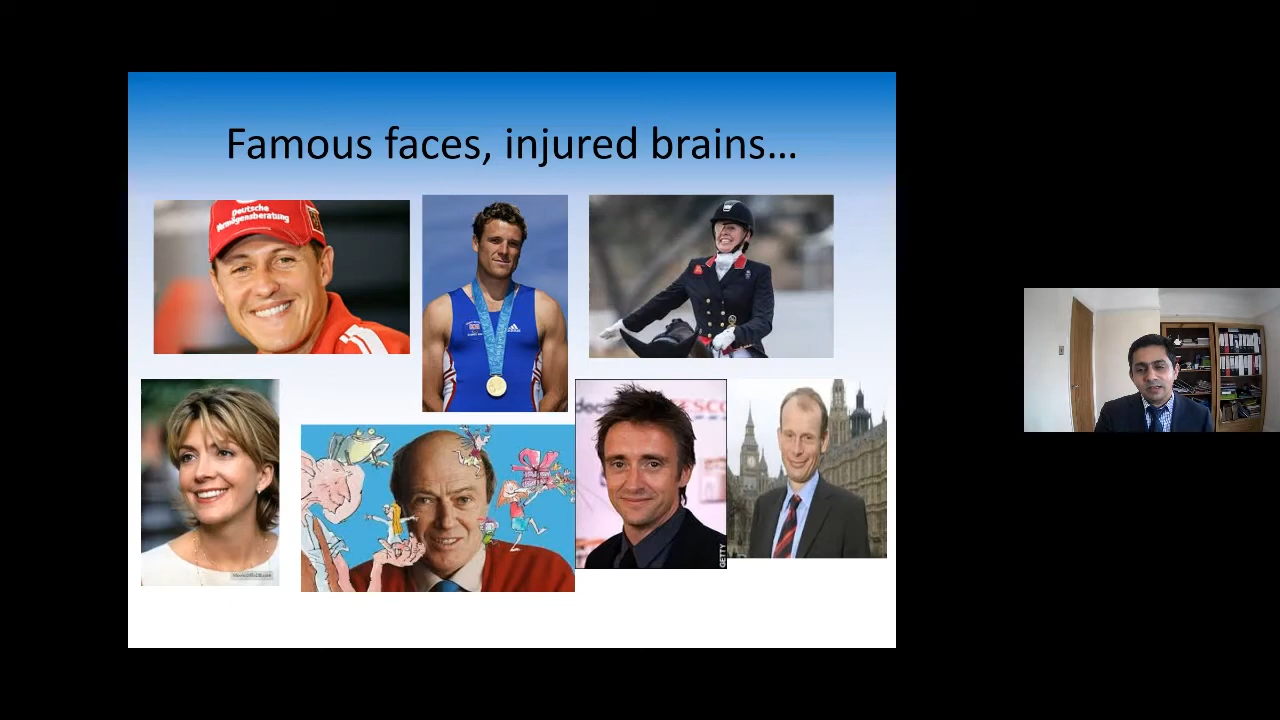 Famous faces, injured brains…
Deutsche
Vermögensberatung
GETTY